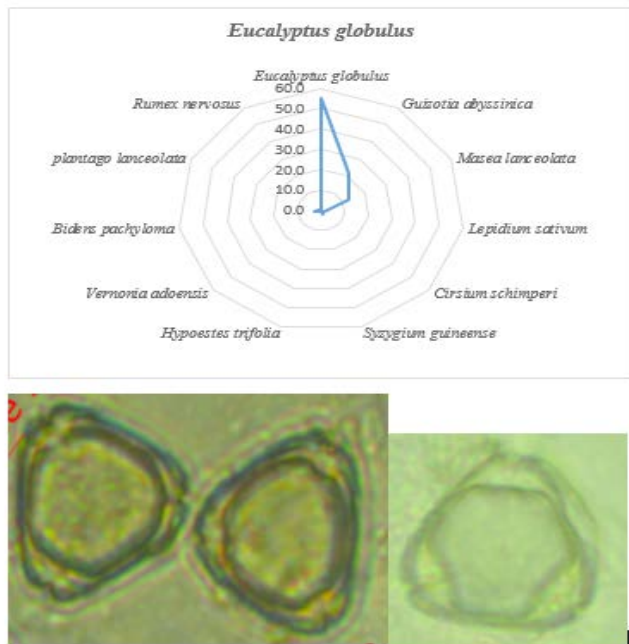 Eucalyptus globulus
Eucalyptus globulus
60.0
Rumex nervosus
Guizotia abyssinica
50.0
40.0
plantago lanceolata
Masea lanceolata
30.0
20.0
10.0
Bidens pachyloma
0.0
Lepidium sativum
Vernonia adoensis
Cirsium schimperi
Hypoestes trifolia
Syzygium guineense
e